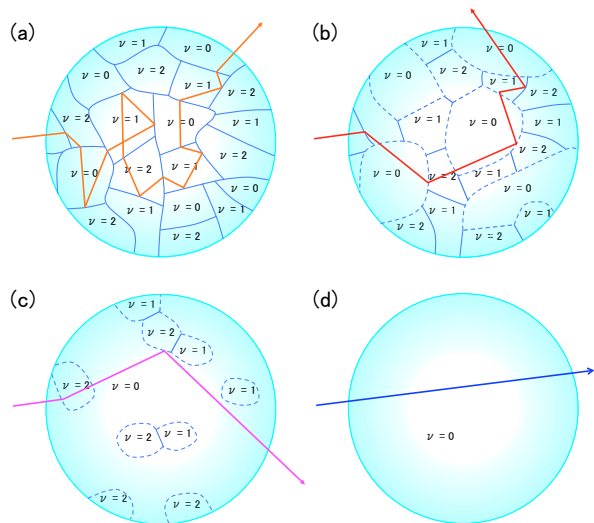 (a)
ν = 1
ν = 0
ν = 0
ν = 2
ν = 1
ν = 2
ν = 2
ν = 1
ν = 0
ν = 1
ν = 2
ν = 2
ν = 1
ν = 0
ν = 0
ν = 1
ν = 0
ν = 1
ν = 2
ν = 2
(b)
ν = 1
ν = 0
ν = 0
ν = 2
ν = 1
ν = 2
ν = 2
ν = 1
ν = 0
ν = 1
ν = 2
ν = 0
ν = 2
ν = 1
ν = 0
ν = 1
ν = 1
ν = 2
ν = 2
(c)
ν = 1
ν = 2
ν = 1
ν = 2
ν = 0
ν = 1
ν = 2
ν = 1
ν = 2
ν = 2
(d)
ν = 0